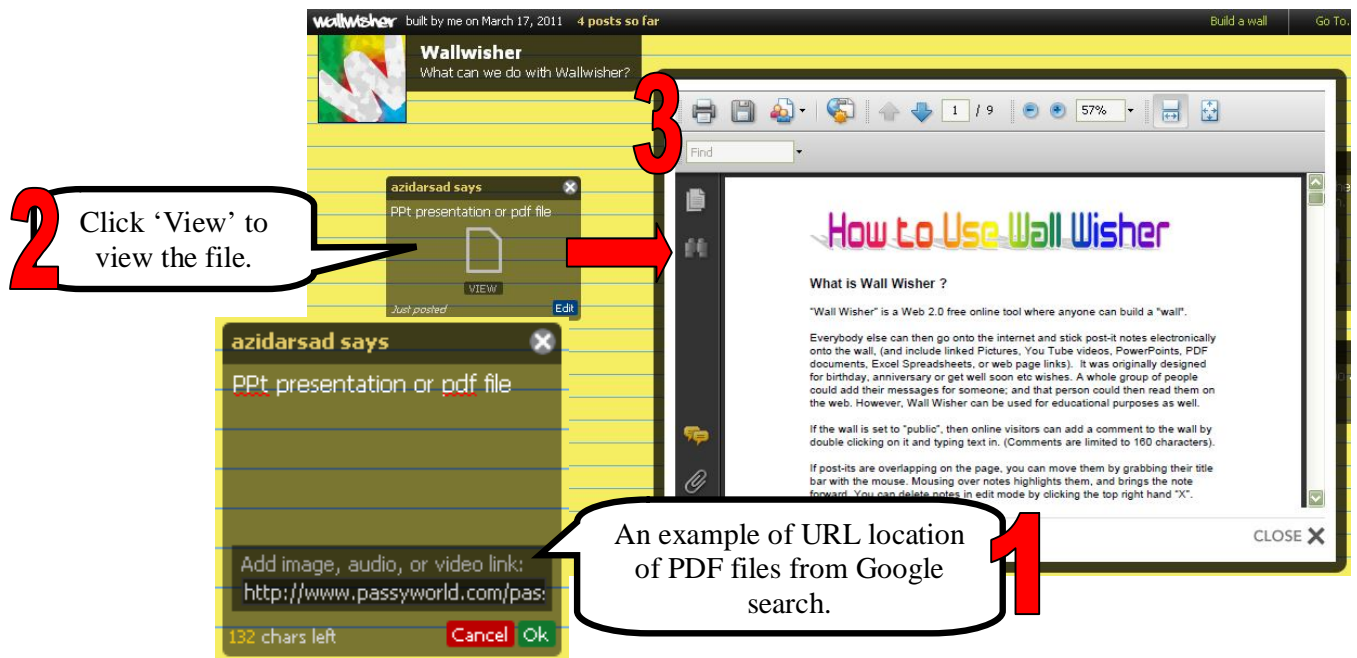 wallwisher built by me on March 17, 2011 4 posts so far
Build a wall
Go To.
Wallwisher
What can we do with Wallwisher?
3
1 / 9
57%
Find
azidarsad says
PPt presentation or pdf file
VIEW
Just posted
Edit
2
Click ‘View’ to
view the file.
How to Use Wall Wisher
What is Wall Wisher ?
"Wall Wisher" is a Web 2.0 free online tool where anyone can build a "wall".
Everybody else can then go onto the internet and stick post-it notes electronically
onto the wall, (and include linked Pictures, You Tube videos, PowerPoints, PDF
documents, Excel Spreadsheets, or web page links). It was originally designed
for birthday, anniversary or get well soon etc wishes. A whole group of people
could add their messages for someone; and that person could then read them on
the web. However, Wall Wisher can be used for educational purposes as well.
If the wall is set to "public", then online visitors can add a comment to the wall by
double clicking on it and typing text in. (Comments are limited to 160 characters).
If post-its are overlapping on the page, you can move them by grabbing their title
bar with the mouse. Mousing over notes highlights them, and brings the note
forward. You can delete notes in edit mode by clicking the top right hand "X".
CLOSE
azidarsad says
PPt presentation or pdf file
Add image, audio, or video link:
http://www.passyworld.com/pas
132 chars left
Cancel
Ok
An example of URL location
of PDF files from Google
search.
1